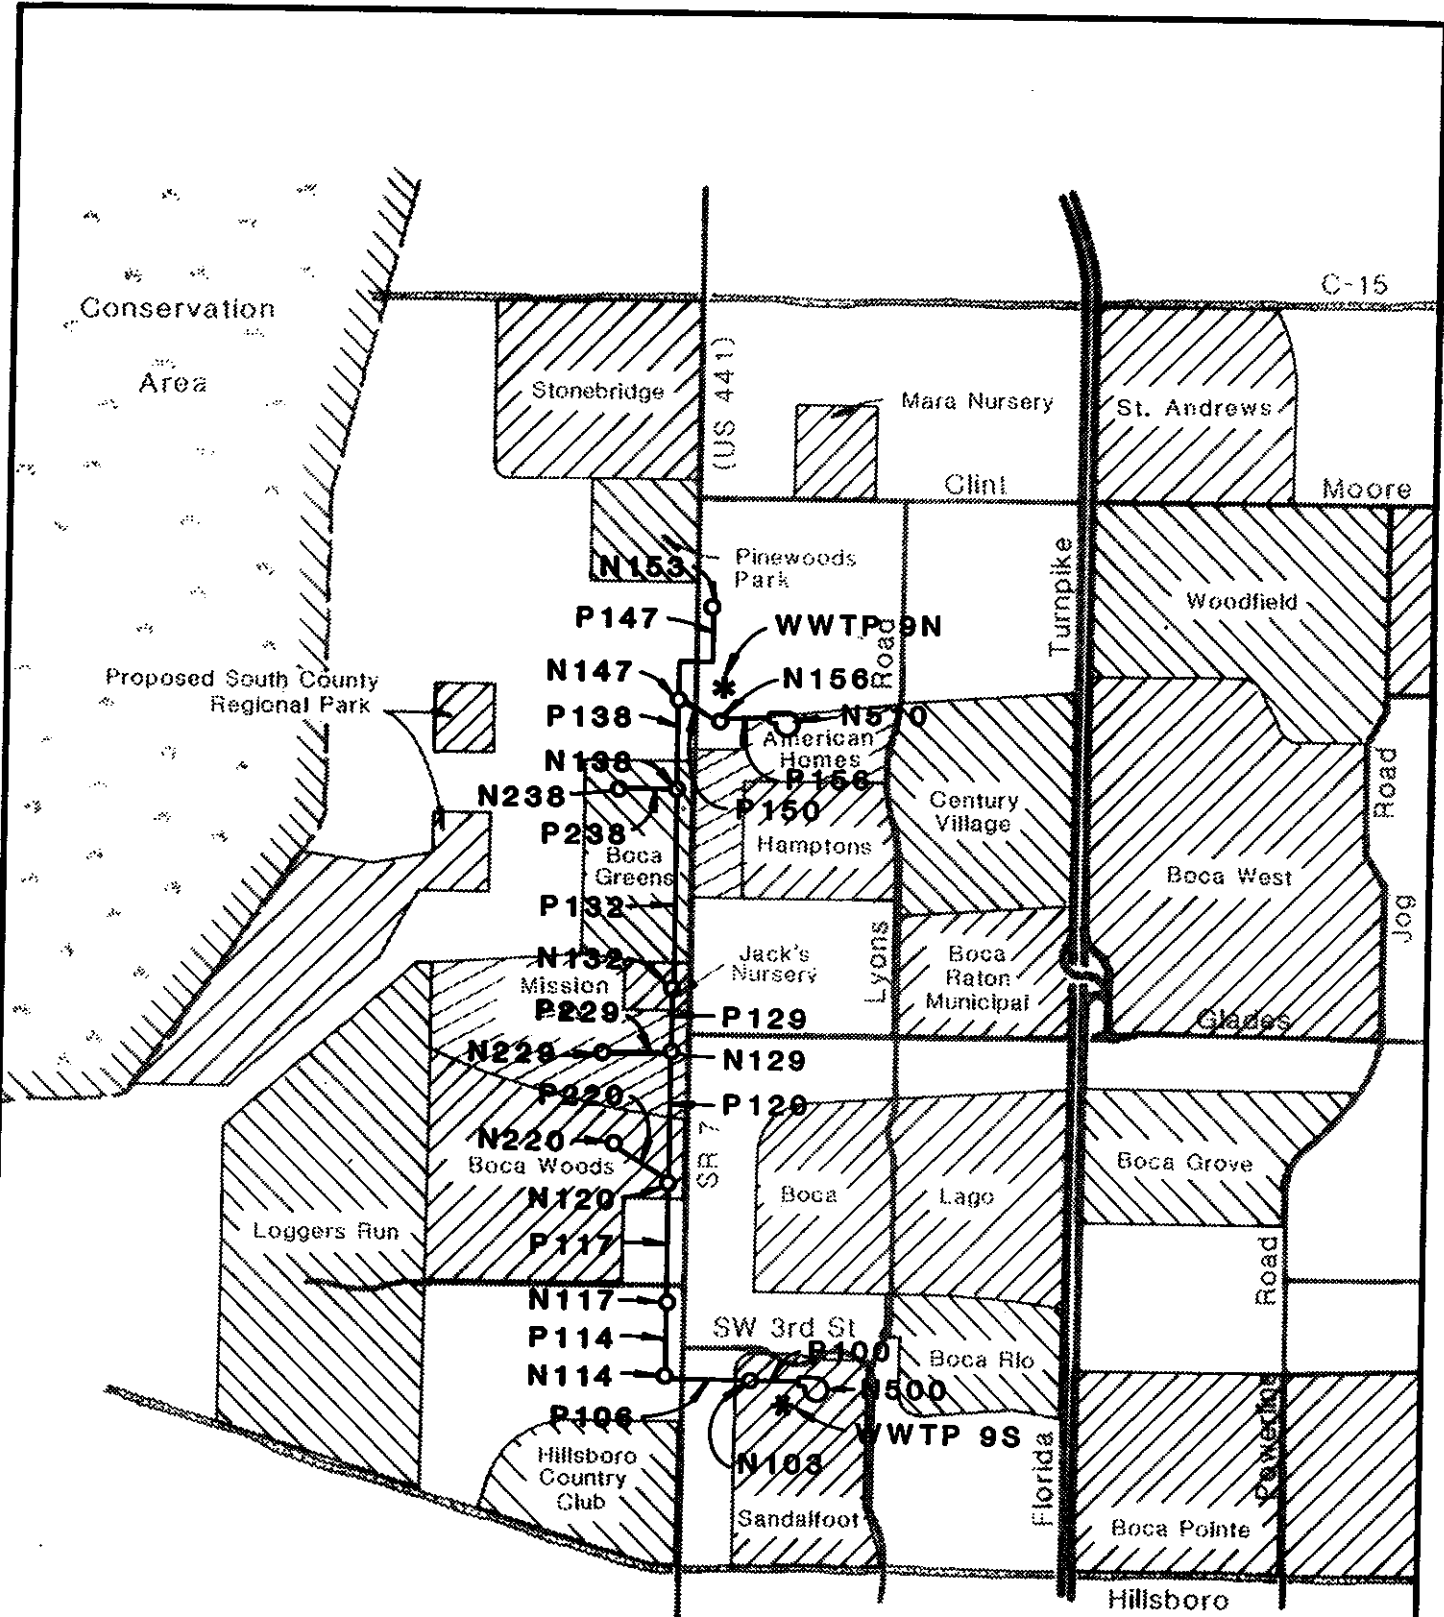 C-15
Conservation
Area
Stonebridge
(US 441)
Mara Nursery
St. Andrews
Clint
Moore
Pinewoods
Park
N153
Woodfield
Turnpike
P147
WWTP 9N
Road
N147
N156
Proposed South County
Regional Park
P138
American
Homes
N138
P156
N238
P150
P238
Century
Village
Road
Hamptons
Boca
Greens
Boca West
P132
Jog
Lyons
N132
Jack's
Nursery
Boca
Raton
Municipal
Mission
P229
P129
Glades
N229
N129
P220
P120
SR 7
N220
Boca Woods
Boca Grove
Boca
Lago
N120
Loggers Run
P117
Road
N117
SW 3rd St
P114
P100
Boca Rio
N114
N500
P106
WWTP 9S
Powerline
Hillsboro
Country
Club
N103
Florida
Sandalfoot
Boca Pointe
Hillsboro